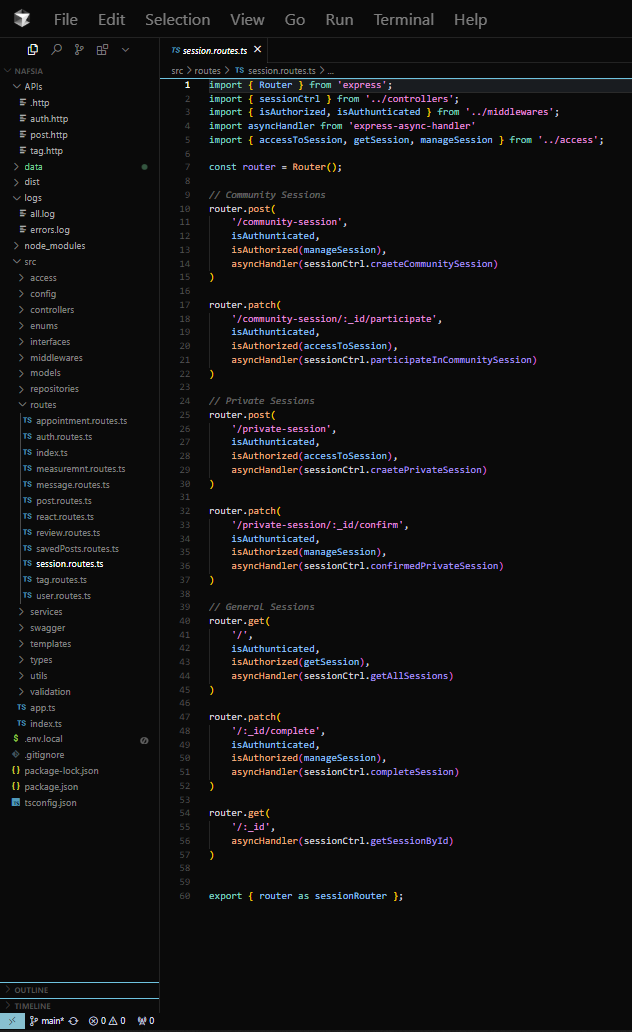 File Edit Selection View Go Run Terminal Help
NAFSIA
APIs
.http
auth.http
post.http
tag.http
data
dist
logs
all.log
errors.log
node_modules
src
access
config
controllers
enums
interfaces
middlewares
models
repositories
routes
TS appointment.routes.ts
TS auth.routes.ts
TS index.ts
TS measuremnt.routes.ts
TS message.routes.ts
TS post.routes.ts
TS react.routes.ts
TS review.routes.ts
TS savedPosts.routes.ts
TS session.routes.ts
TS tag.routes.ts
TS user.routes.ts
services
swagger
templates
types
utils
validation
TS app.ts
TS index.ts
$ .env.local
.gitignore
{} package-lock.json
{} package.json
tsconfig.json
OUTLINE
TIMELINE
TS session.routes.ts
src > routes > TS session.routes.ts > ...
1 import { Router } from 'express';
2 import { sessionCtrl } from '../controllers';
3 import { isAuthorized, isAuthunticated } from '../middlewares';
4 import asyncHandler from 'express-async-handler'
5 import { accessToSession, getSession, manageSession } from '../access';
6
7 const router = Router();
8
9 // Community Sessions
10 router.post(
11 '/community-session',
12 isAuthunticated,
13 isAuthorized(manageSession),
14 asyncHandler(sessionCtrl.craeteCommunitySession)
15 )
16
17 router.patch(
18 '/community-session/:_id/participate',
19 isAuthunticated,
20 isAuthorized(accessToSession),
21 asyncHandler(sessionCtrl.participateInCommunitySession)
22 )
23
24 // Private Sessions
25 router.post(
26 '/private-session',
27 isAuthunticated,
28 isAuthorized(accessToSession),
29 asyncHandler(sessionCtrl.craetePrivateSession)
30 )
31
32 router.patch(
33 '/private-session/:_id/confirm',
34 isAuthunticated,
35 isAuthorized(manageSession),
36 asyncHandler(sessionCtrl.confirmedPrivateSession)
37 )
38
39 // General Sessions
40 router.get(
41 '/',
42 isAuthunticated,
43 isAuthorized(getSession),
44 asyncHandler(sessionCtrl.getAllSessions)
45 )
46
47 router.patch(
48 '/:_id/complete',
49 isAuthunticated,
50 isAuthorized(manageSession),
51 asyncHandler(sessionCtrl.completeSession)
52 )
53
54 router.get(
55 '/:_id',
56 asyncHandler(sessionCtrl.getSessionById)
57 )
58
59
60 export { router as sessionRouter };
main* 0 0 0